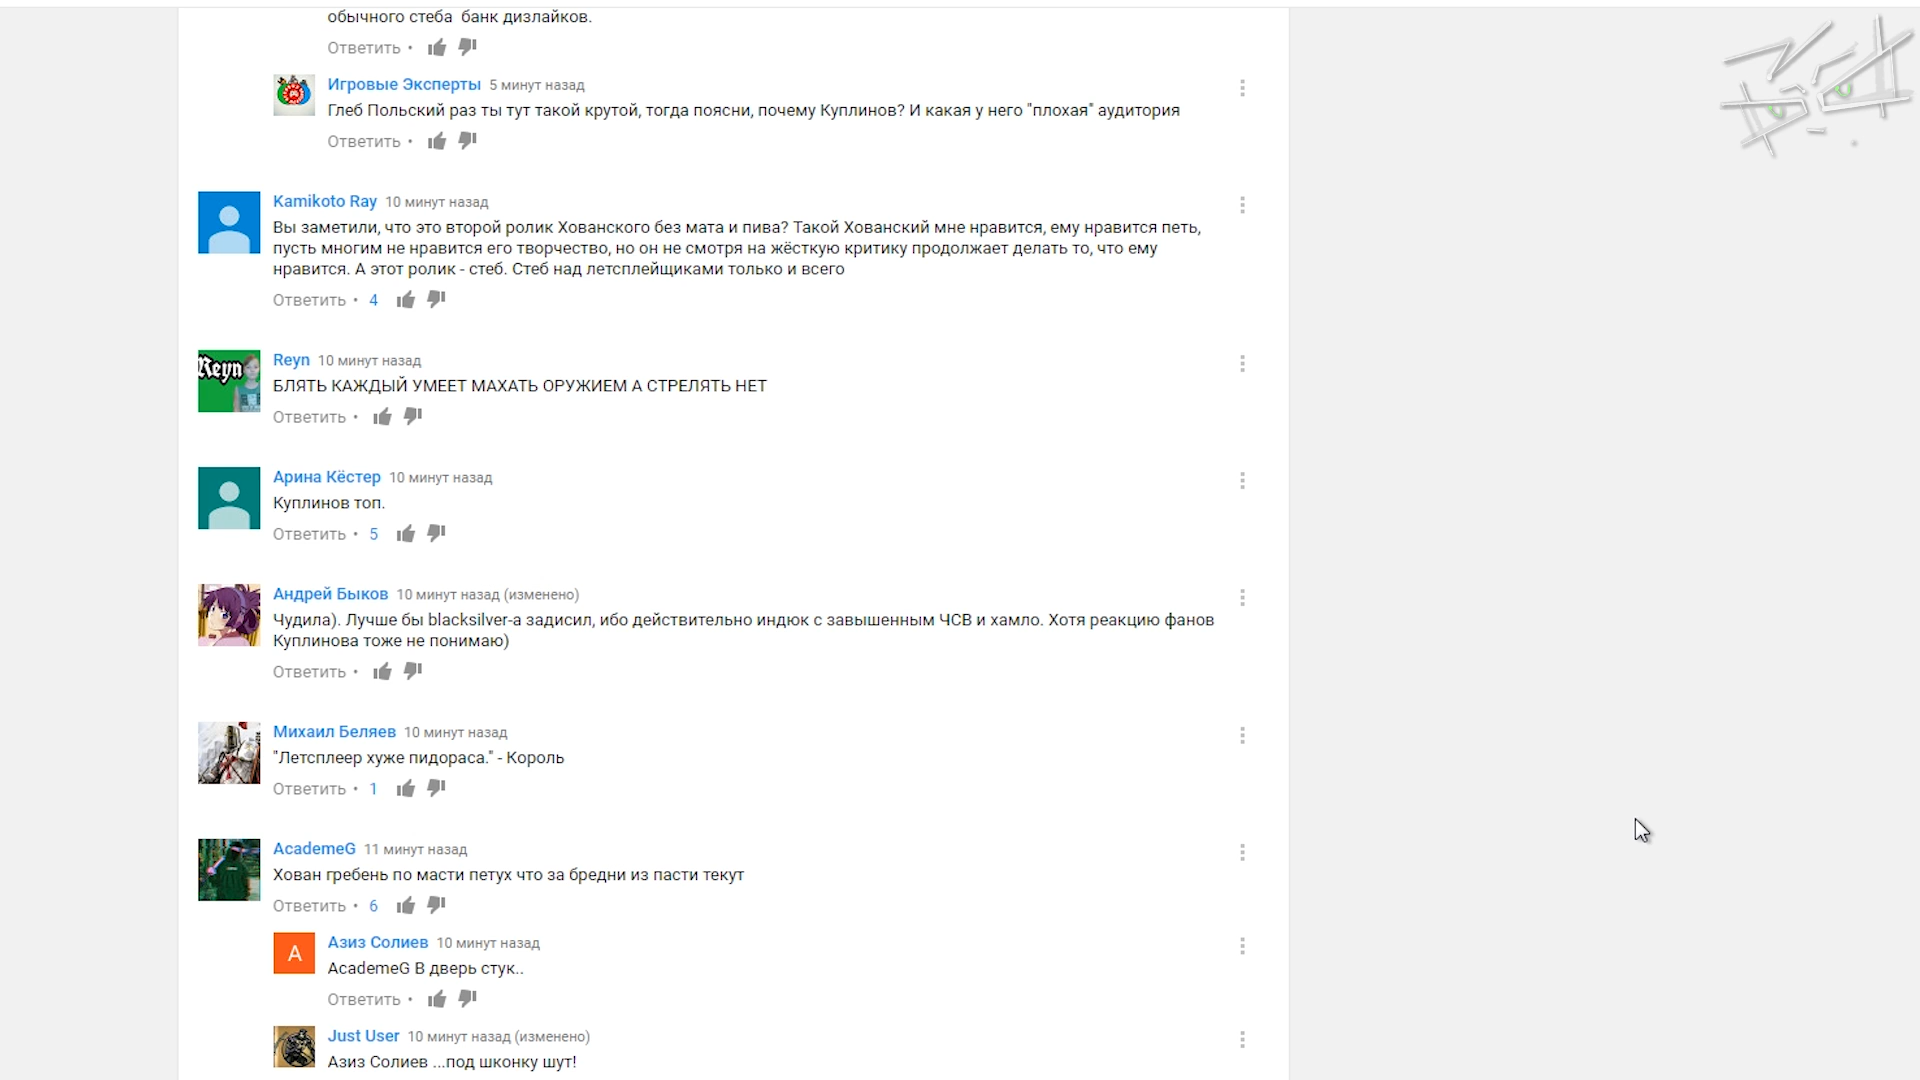 обычного стеба банк дизлайков.
Ответить •
Игровые Эксперты 5 минут назад
Глеб Польский раз ты тут такой крутой, тогда поясни, почему Куплинов? И какая у него "плохая" аудитория
Ответить •
Kamikoto Ray 10 минут назад
Вы заметили, что это второй ролик Хованского без мата и пива? Такой Хованский мне нравится, ему нравится петь,
пусть многим не нравится его творчество, но он не смотря на жёсткую критику продолжает делать то, что ему
нравится. А этот ролик - стеб. Стеб над летсплейщиками только и всего
Ответить • 4
Reyn
Reyn 10 минут назад
БЛЯТЬ КАЖДЫЙ УМЕЕТ МАХАТЬ ОРУЖИЕМ А СТРЕЛЯТЬ НЕТ
Ответить •
Арина Кёстер 10 минут назад
Куплинов топ.
Ответить • 5
Андрей Быков 10 минут назад (изменено)
Чудила). Лучше бы blacksilver-а задисил, ибо действительно индюк с завышенным ЧСВ и хамло. Хотя реакцию фанов
Куплинова тоже не понимаю)
Ответить •
Михаил Беляев 10 минут назад
"Летсплеер хуже пидораса." - Король
Ответить • 1
AcademeG 11 минут назад
Хован гребень по масти петух что за бредни из пасти текут
Ответить • 6
А
Азиз Солиев 10 минут назад
AcademeG В дверь стук..
Ответить •
Just User 10 минут назад (изменено)
Азиз Солиев ...под шконку шут!